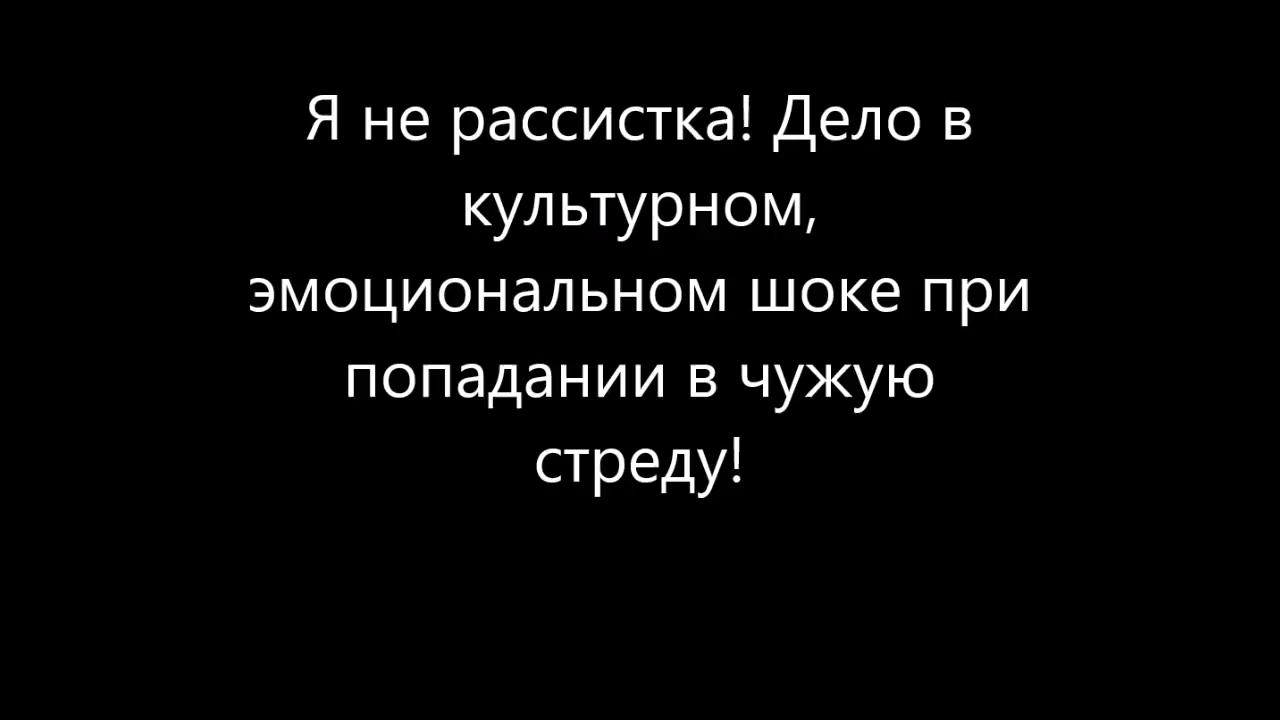 Я не рассистка! Дело в
культурном,
эмоциональном шоке при
попадании в чужую
стреду!